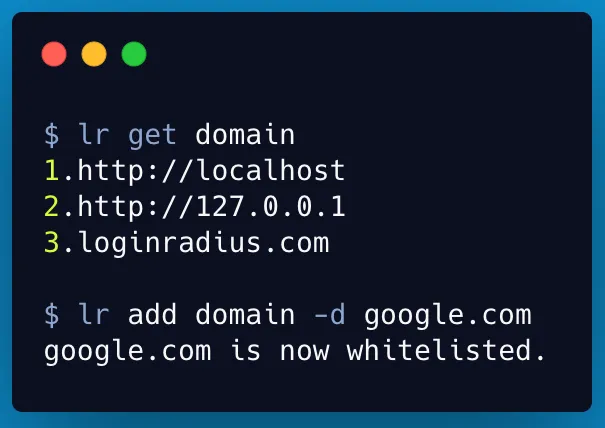 $ lr get domain
1.http://localhost
2.http://127.0.0.1
3.loginradius.com
$ lr add domain -d google.com
google.com is now whitelisted.